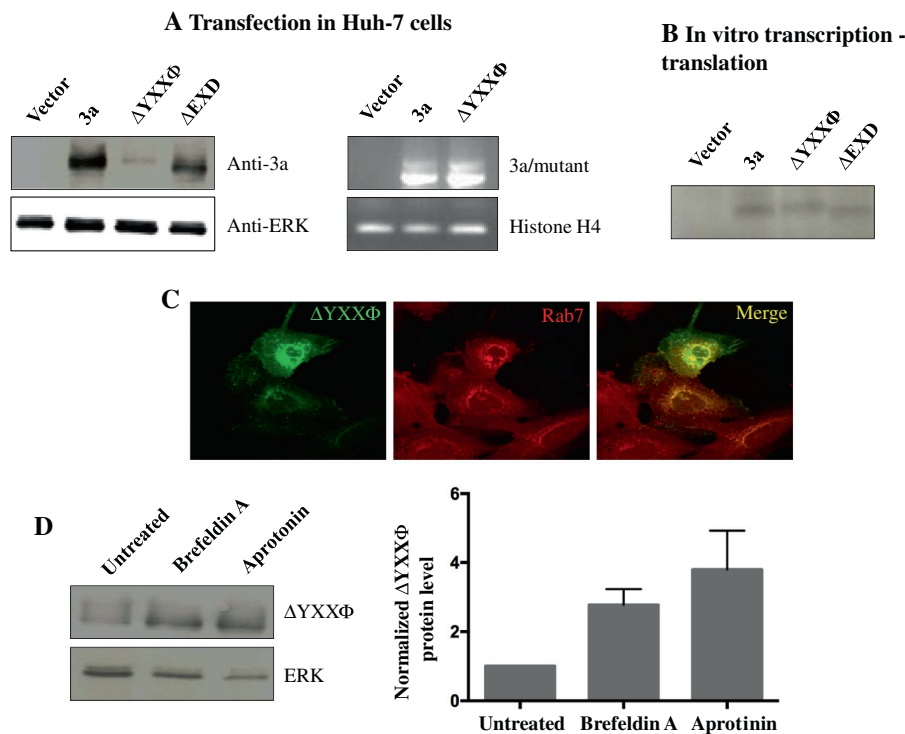 A Transfection in Huh-7 cells
Vector
3a
ΔYXXΦ
ΔEXD
Anti-3a
Anti-ERK
Vector
3a
ΔYXXΦ
3a/mutant
Histone H4
B In vitro transcription -
translation
Vector
3a
ΔYXXΦ
ΔEXD
C
ΔYXXΦ
Rab7
Merge
D
Untreated
Brefeldin A
Aprotonin
ΔYXXΦ
ERK
Normalized ΔYXXΦ
protein level
6
4
2
0
Untreated
Brefeldin A
Aprotinin